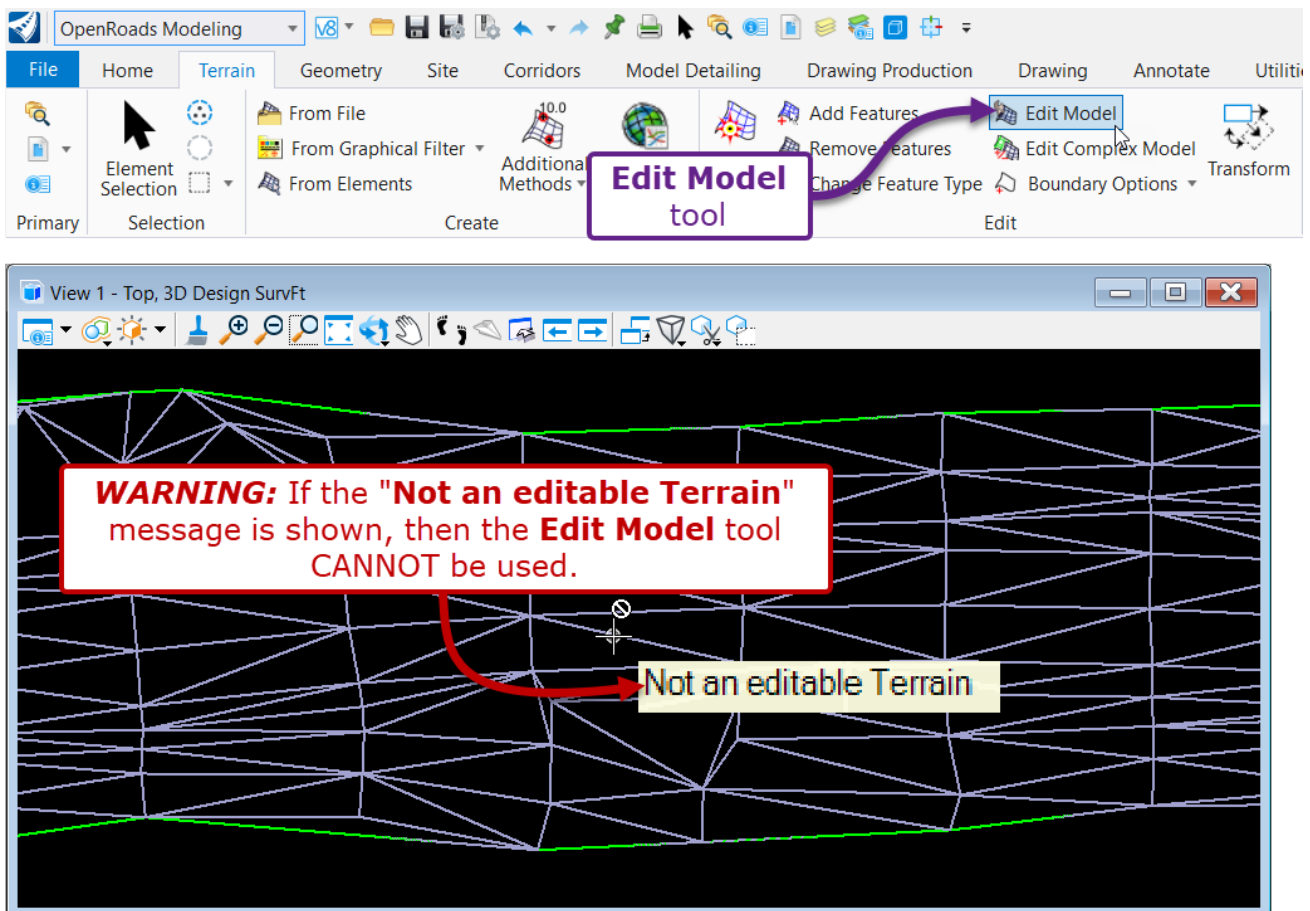 OpenRoads Modeling
File Home Terrain Geometry Site Corridors Model Detailing Drawing Production Drawing Annotate
From File
From Graphical Filter
From Elements
Element
Selection
10.0
Additional
Methods
Add Features
Remove Features
Change Feature Type
Edit Model
Edit Complex Model
Boundary Options
Transform
Primary Selection Create Edit
Edit Model
tool
View 1 - Top, 3D Design SurvFt
WARNING: If the "Not an editable Terrain"
message is shown, then the Edit Model tool
CANNOT be used.
Not an editable Terrain